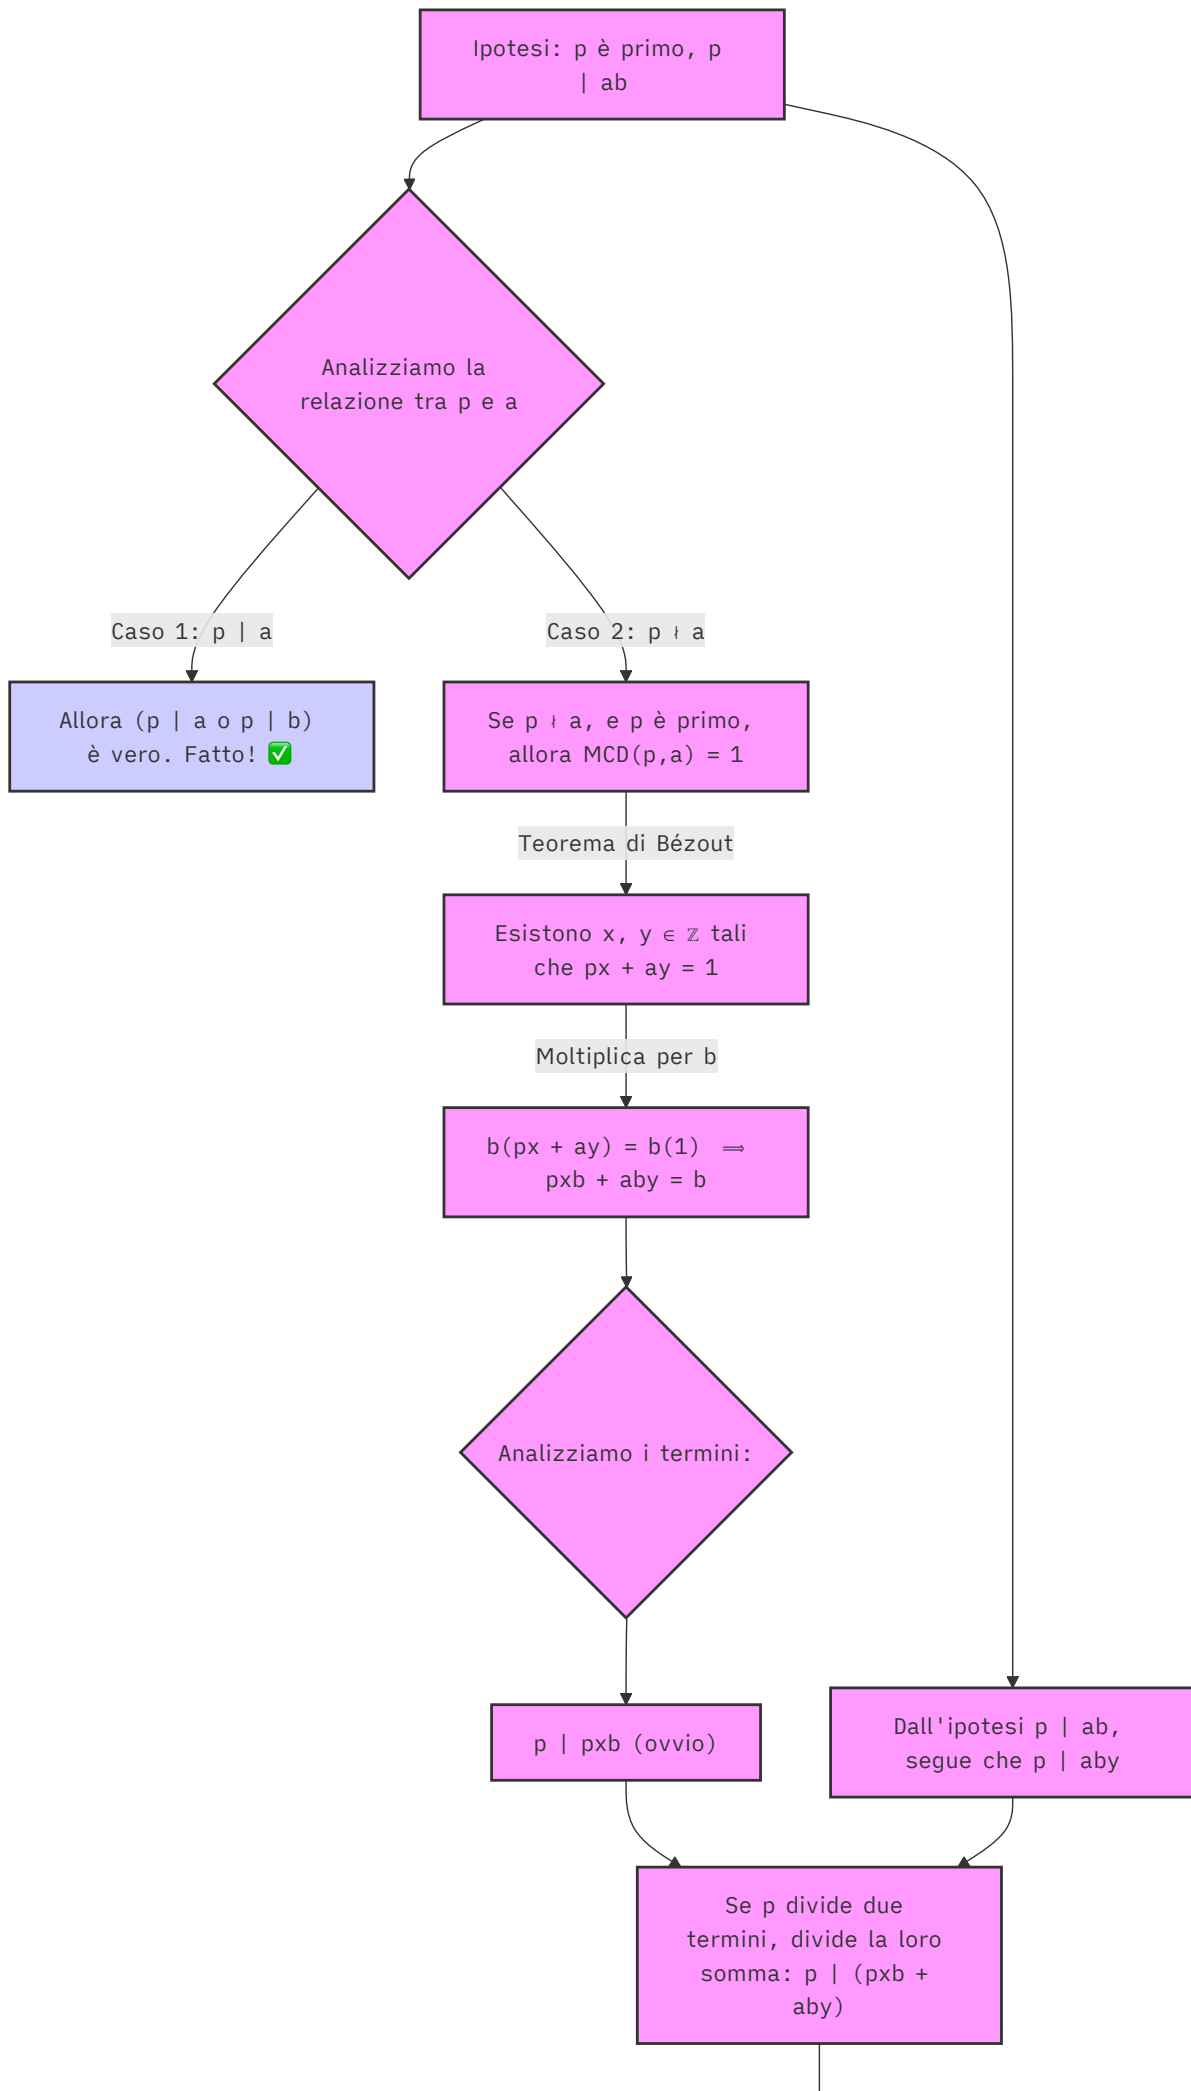 Ipotesi: p è primo, p
| ab
Analizziamo la
relazione tra p e a
Caso 1: p | a
Caso 2: p ∤ a
Allora (p | a o p | b)
è vero. Fatto! ✅
Se p ∤ a, e p è primo,
allora MCD(p,a) = 1
Teorema di Bézout
Esistono x, y ∈ ℤ tali
che px + ay = 1
Moltiplica per b
b(px + ay) = b(1) ⟹
pxb + aby = b
Analizziamo i termini:
p | pxb (ovvio)
Dall'ipotesi p | ab,
segue che p | aby
Se p divide due
termini, divide la loro
somma: p | (pxb +
aby)